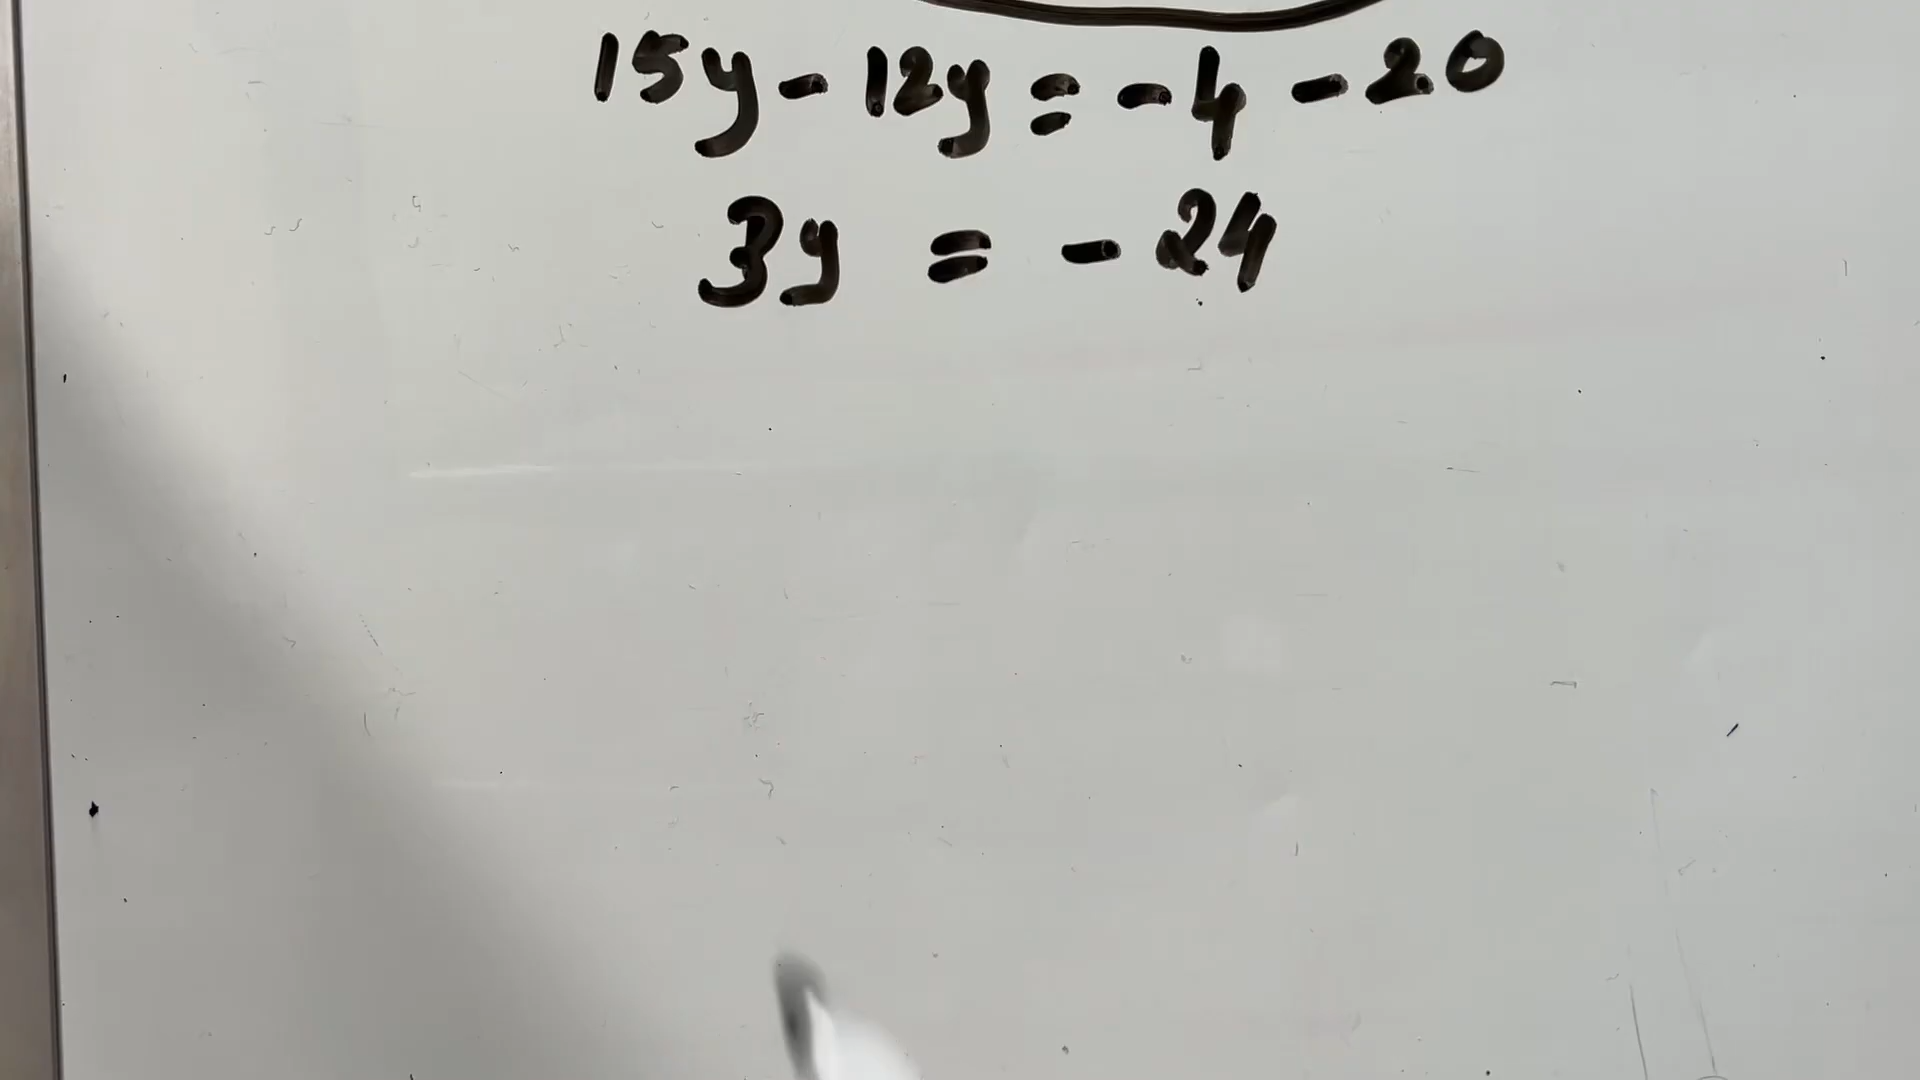 15y - 12y = -4 - 20
3y = - 24